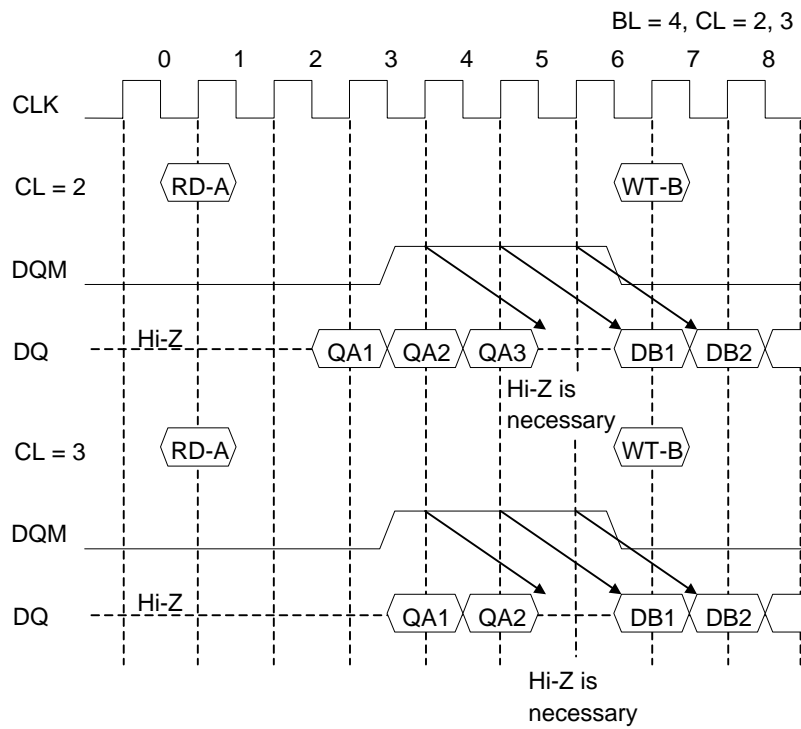 BL = 4, CL = 2, 3
0 1 2 3 4 5 6 7 8
CLK
CL = 2 RD-A WT-B
DQM
DQ Hi-Z QA1 QA2 QA3 DB1 DB2
Hi-Z is
necessary
CL = 3 RD-A WT-B
DQM
DQ Hi-Z QA1 QA2 DB1 DB2
Hi-Z is
necessary